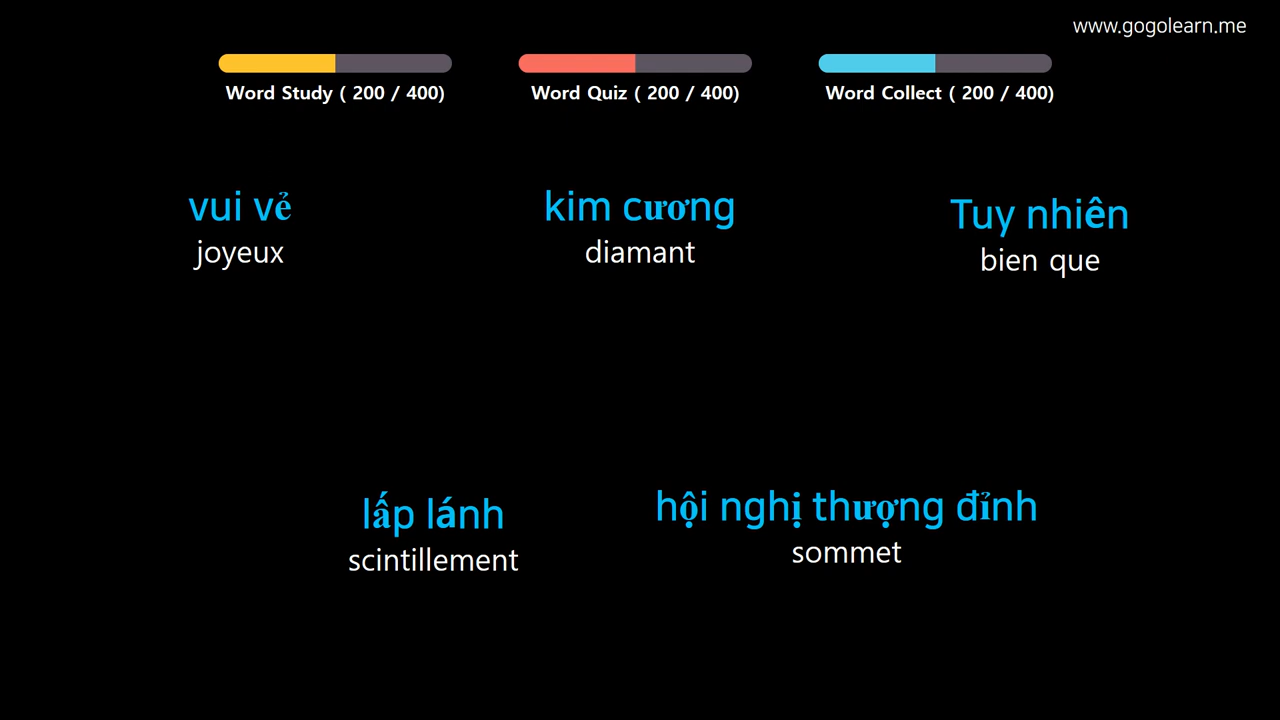 www.gogolearn.me
Word Study ( 200 / 400)
Word Quiz ( 200 / 400)
Word Collect ( 200 / 400)
vui vẻ
joyeux
kim cương
diamant
Tuy nhiên
bien que
lấp lánh
scintillement
hội nghị thượng đỉnh
sommet